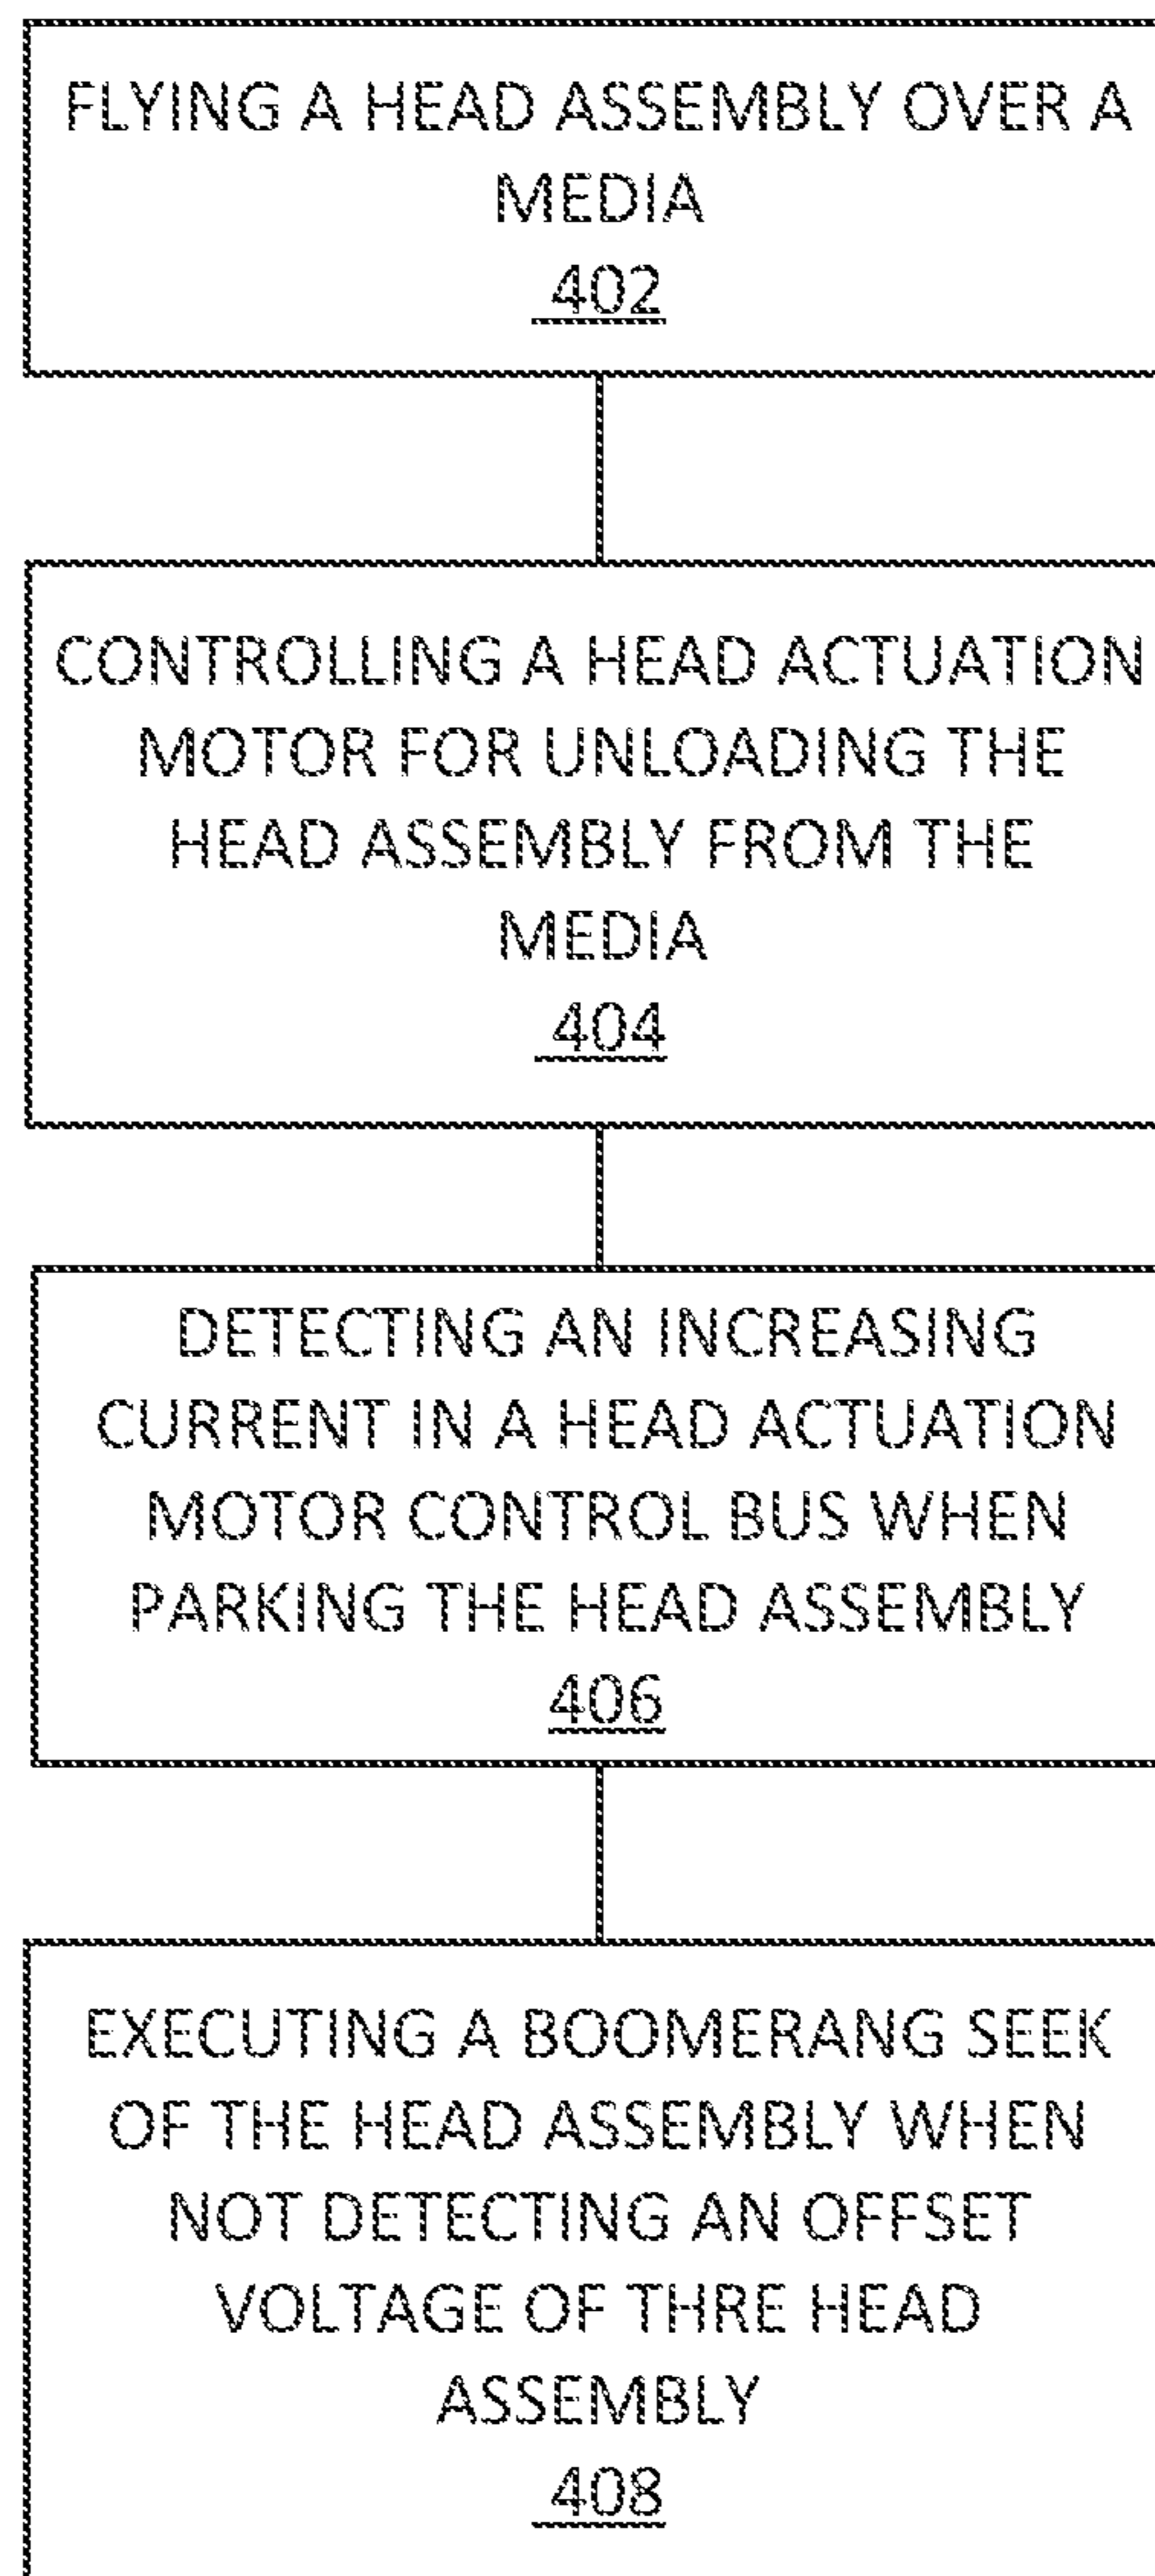 FLYING A HEAD ASSEMBLY OVER A
MEDIA
402
CONTROLLING A HEAD ACTUATION
MOTOR FOR UNLOADING THE
HEAD ASSEMBLY FROM THE
MEDIA
404
DETECTING AN INCREASING
CURRENT IN A HEAD ACTUATION
MOTOR CONTROL BUS WHEN
PARKING THE HEAD ASSEMBLY
406
EXECUTING A BOOMERANG SEEK
OF THE HEAD ASSEMBLY WHEN
NOT DETECTING AN OFFSET
VOLTAGE OF THRE HEAD
ASSEMBLY
408